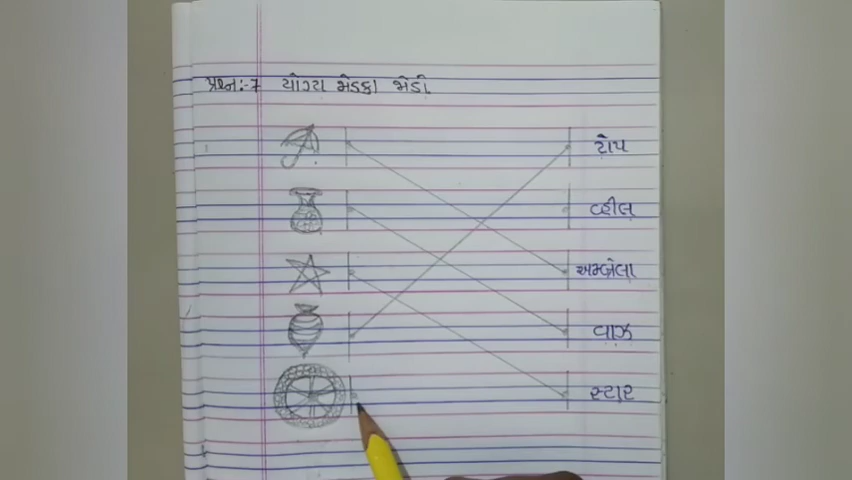 પ્રશ્ન:-7 યોગ્ય જોડકા જોડો
ટોપ
વ્હીલ
અમ્બ્રેલા
વાઝ
સ્ટાર